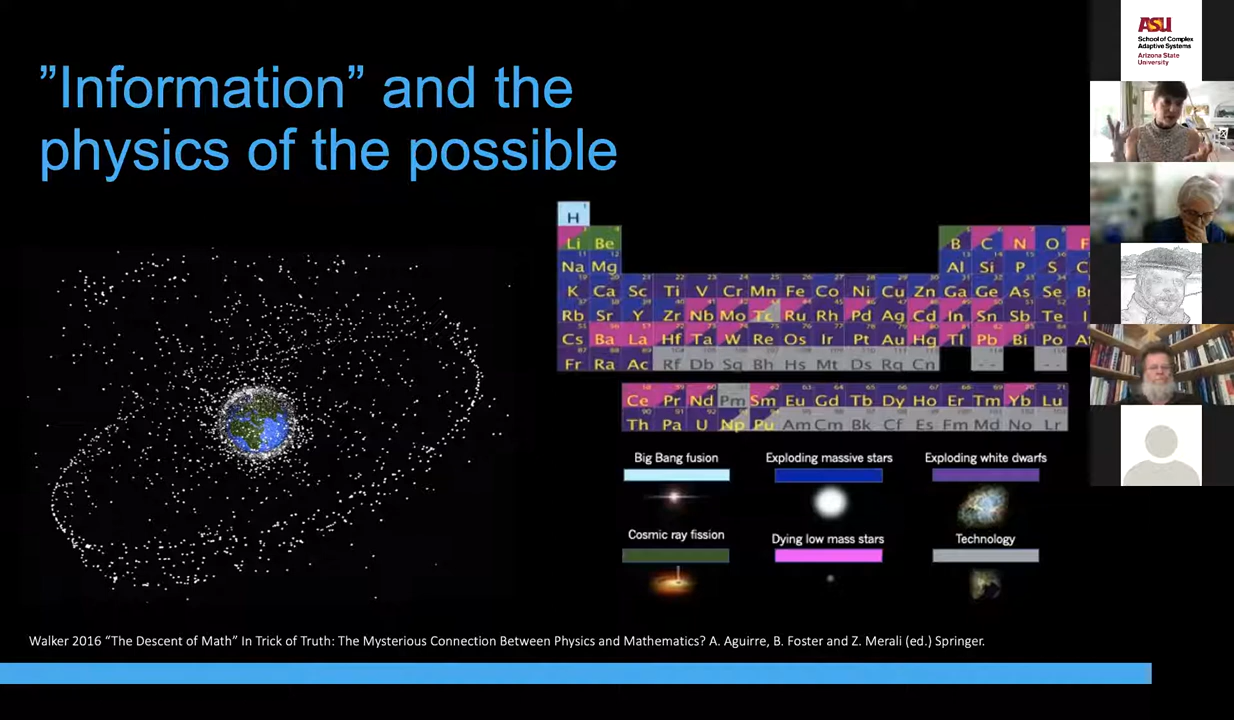 ”Information” and the
physics of the possible
ASU
School of Complex
Adaptive Systems
Arizona State
University
H
Li Be B C N O F
Na Mg Al Si P S
K Ca Sc Ti V Cr Mn Fe Co Ni Cu Zn Ga Ge As Se Br
Rb Sr Y Zr Nb Mo Tc Ru Rh Pd Ag Cd In Sn Sb Te I
Cs Ba La Hf Ta W Re Os Ir Pt Au Hg Tl Pb Bi Po At
Fr Ra Ac Rf Db Sg Bh Hs Mt Ds Rg Cn - - - -
Ce Pr Nd Pm Sm Eu Gd Tb Dy Ho Er Tm Yb Lu
Th Pa U Np Pu Am Cm Bk Cf Es Fm Md No Lr
Big Bang fusion Exploding massive stars Exploding white dwarfs
Cosmic ray fission Dying low mass stars Technology
Walker 2016 “The Descent of Math” In Trick of Truth: The Mysterious Connection Between Physics and Mathematics? A. Aguirre, B. Foster and Z. Merali (ed.) Springer.